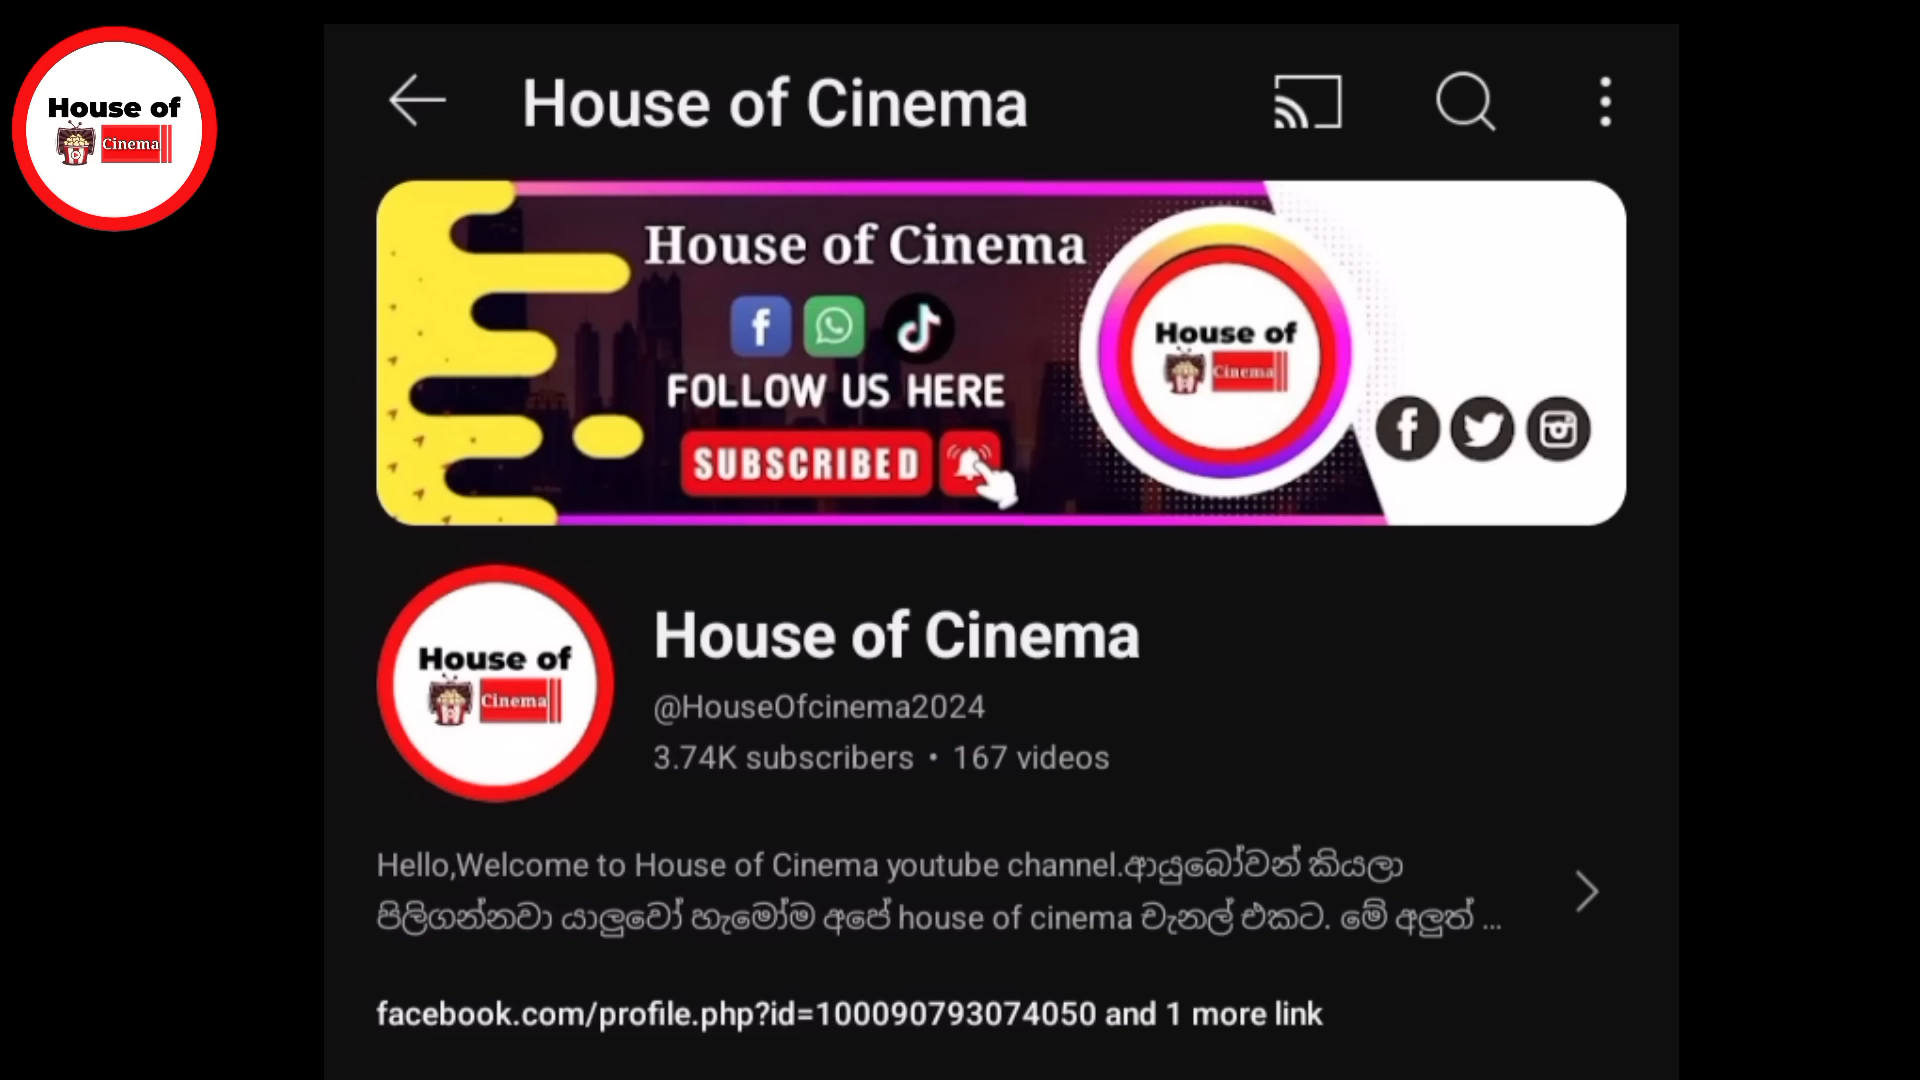 House of
Cinema
House of Cinema
House of Cinema
FOLLOW US HERE
SUBSCRIBED
House of
Cinema
House of
Cinema
House of Cinema
@HouseOfcinema2024
3.74K subscribers • 167 videos
Hello,Welcome to House of Cinema youtube channel.ආයුබෝවන් කියලා
පිලිගන්නවා යාලුවෝ හැමෝම අපේ house of cinema චැනල් එකට. මේ අලුත් ...
facebook.com/profile.php?id=100090793074050 and 1 more link